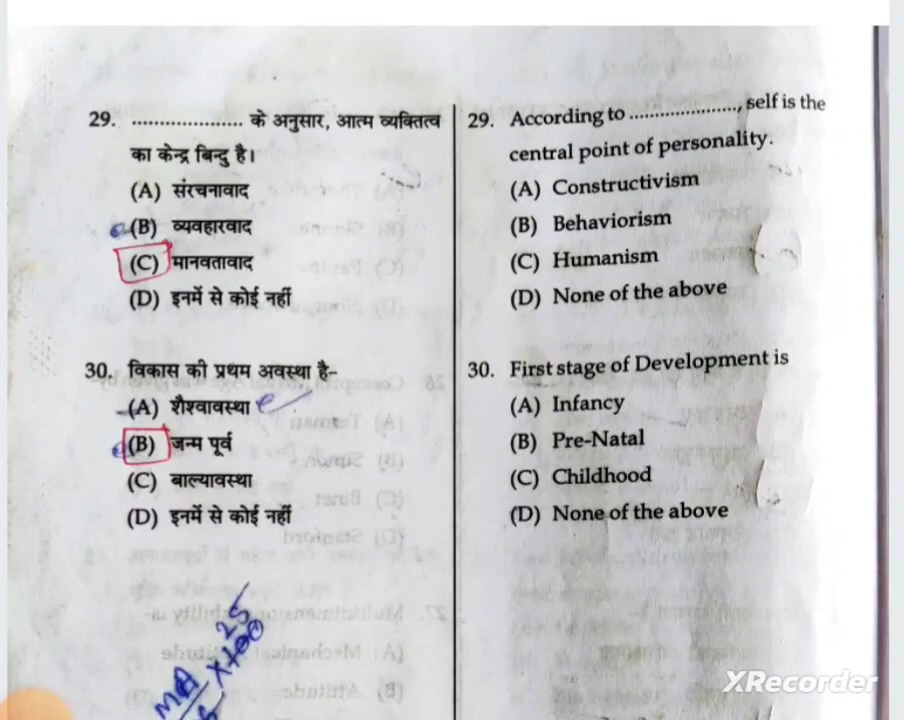 29. .................... के अनुसार, आत्म व्यक्तित्व
का केन्द्र बिन्दु है।
(A) संरचनावाद
(B) व्यवहारवाद
(C) मानवतावाद
(D) इनमें से कोई नहीं
30. विकास की प्रथम अवस्था है-
(A) शैश्वावस्था
(B) जन्म पूर्व
(C) बाल्यावस्था
(D) इनमें से कोई नहीं
29. According to ...................., self is the
central point of personality.
(A) Constructivism
(B) Behaviorism
(C) Humanism
(D) None of the above
30. First stage of Development is
(A) Infancy
(B) Pre-Natal
(C) Childhood
(D) None of the above
25
MA
XRecorder